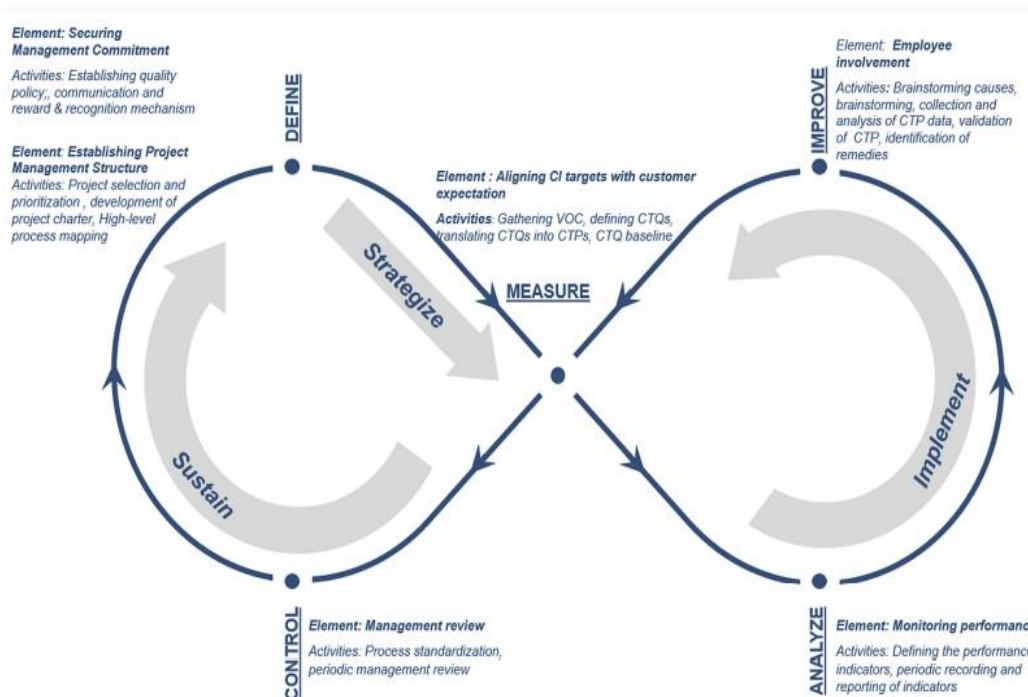 Element: Securing
Management Commitment
Activities: Establishing quality
policy;, communication and
reward & recognition mechanism
Element: Establishing Project
Management Structure
Activities: Project selection and
prioritization , development of
project charter, High-level
process mapping
DEFINE
Strategize
Element : Aligning CI targets with customer
expectation
Activities: Gathering VOC, defining CTQs,
translating CTQs into CTPs, CTQ baseline
MEASURE
IMPROVE
Element: Employee
involvement
Activities: Brainstorming causes,
brainstorming, collection and
analysis of CTP data, validation
of CTP, identification of
remedies
Sustain
Implement
CONTROL
Element: Management review
Activities: Process standardization,
periodic management review
ANALYZE
Element: Monitoring performance
Activities: Defining the performance
indicators, periodic recording and
reporting of indicators